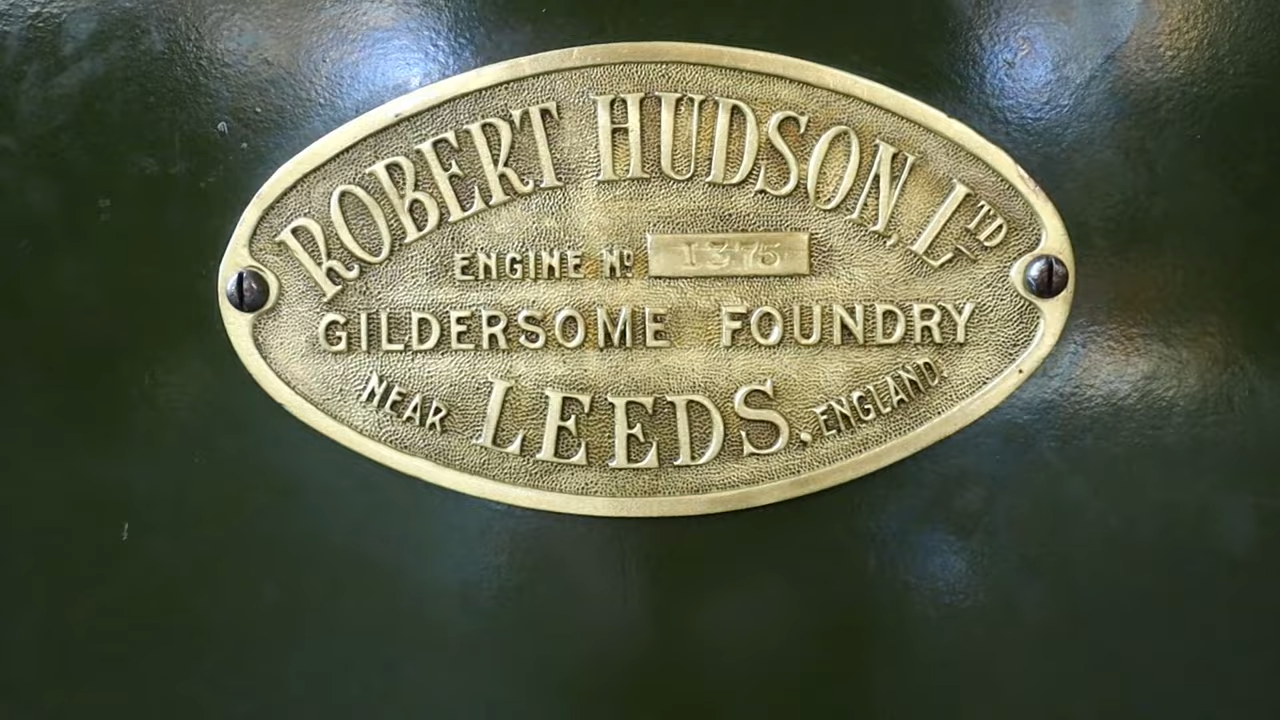 ROBERT HUDSON, LTD
ENGINE No 1375
GILDERSOME FOUNDRY
NEAR LEEDS. ENGLAND.